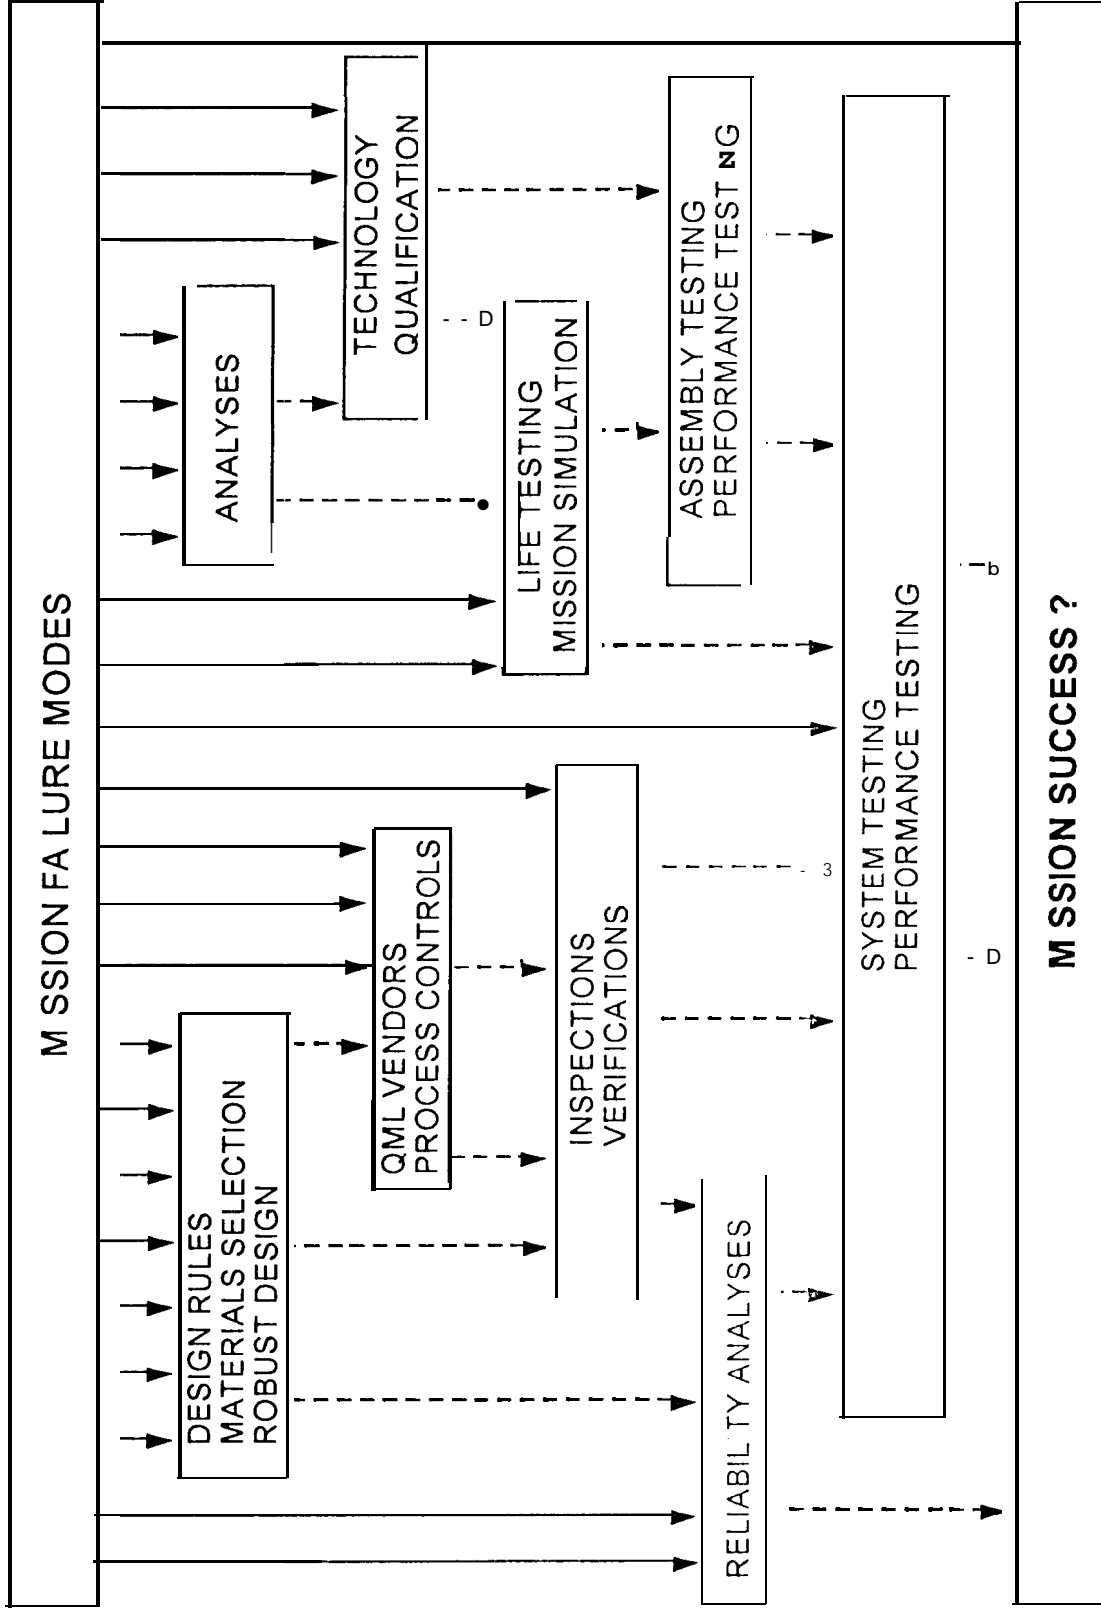 M SSION FA LURE MODES
DESIGN RULES
MATERIALS SELECTION
ROBUST DESIGN
ANALYSES
TECHNOLOGY
QUALIFICATION
QML VENDORS
PROCESS CONTROLS
LIFE TESTING
MISSION SIMULATION
INSPECTIONS
VERIFICATIONS
ASSEMBLY TESTING
PERFORMANCE TEST NG
RELIABIL TY ANALYSES
SYSTEM TESTING
PERFORMANCE TESTING
M SSION SUCCESS ?
- - D
- 3
b
- D